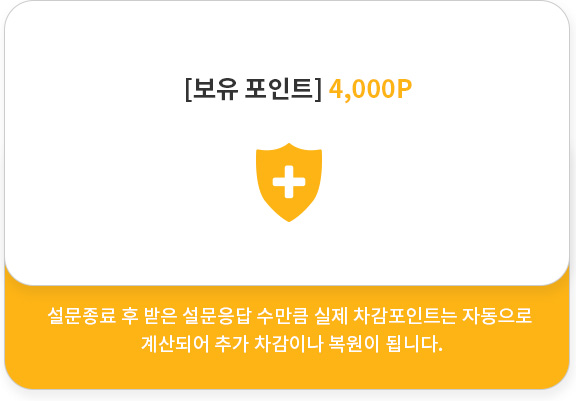 [보유 포인트] 4,000P
설문종료 후 받은 설문응답 수만큼 실제 차감포인트는 자동으로
계산되어 추가 차감이나 복원이 됩니다.